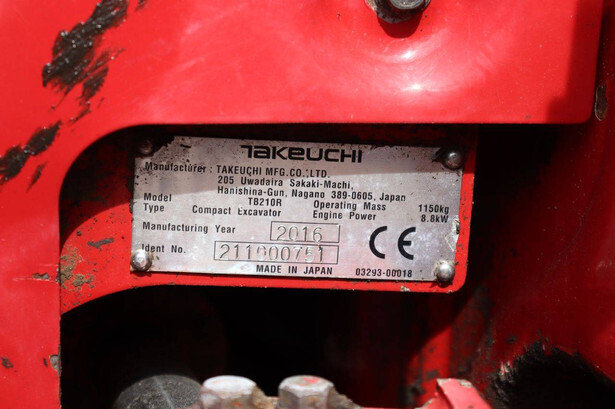 TAKEUCHI
Manufacturer : TAKEUCHI MFG.CO.,LTD.
205 Uwadaira Sakaki-Machi,
Hanishina-Gun, Nagano 389-0605, Japan
Model TB210R Operating Mass 1150kg
Type Compact Excavator Engine Power 8.8kW
Manufacturing Year 2016
Ident No. 211000751
CE
MADE IN JAPAN 03293-00018